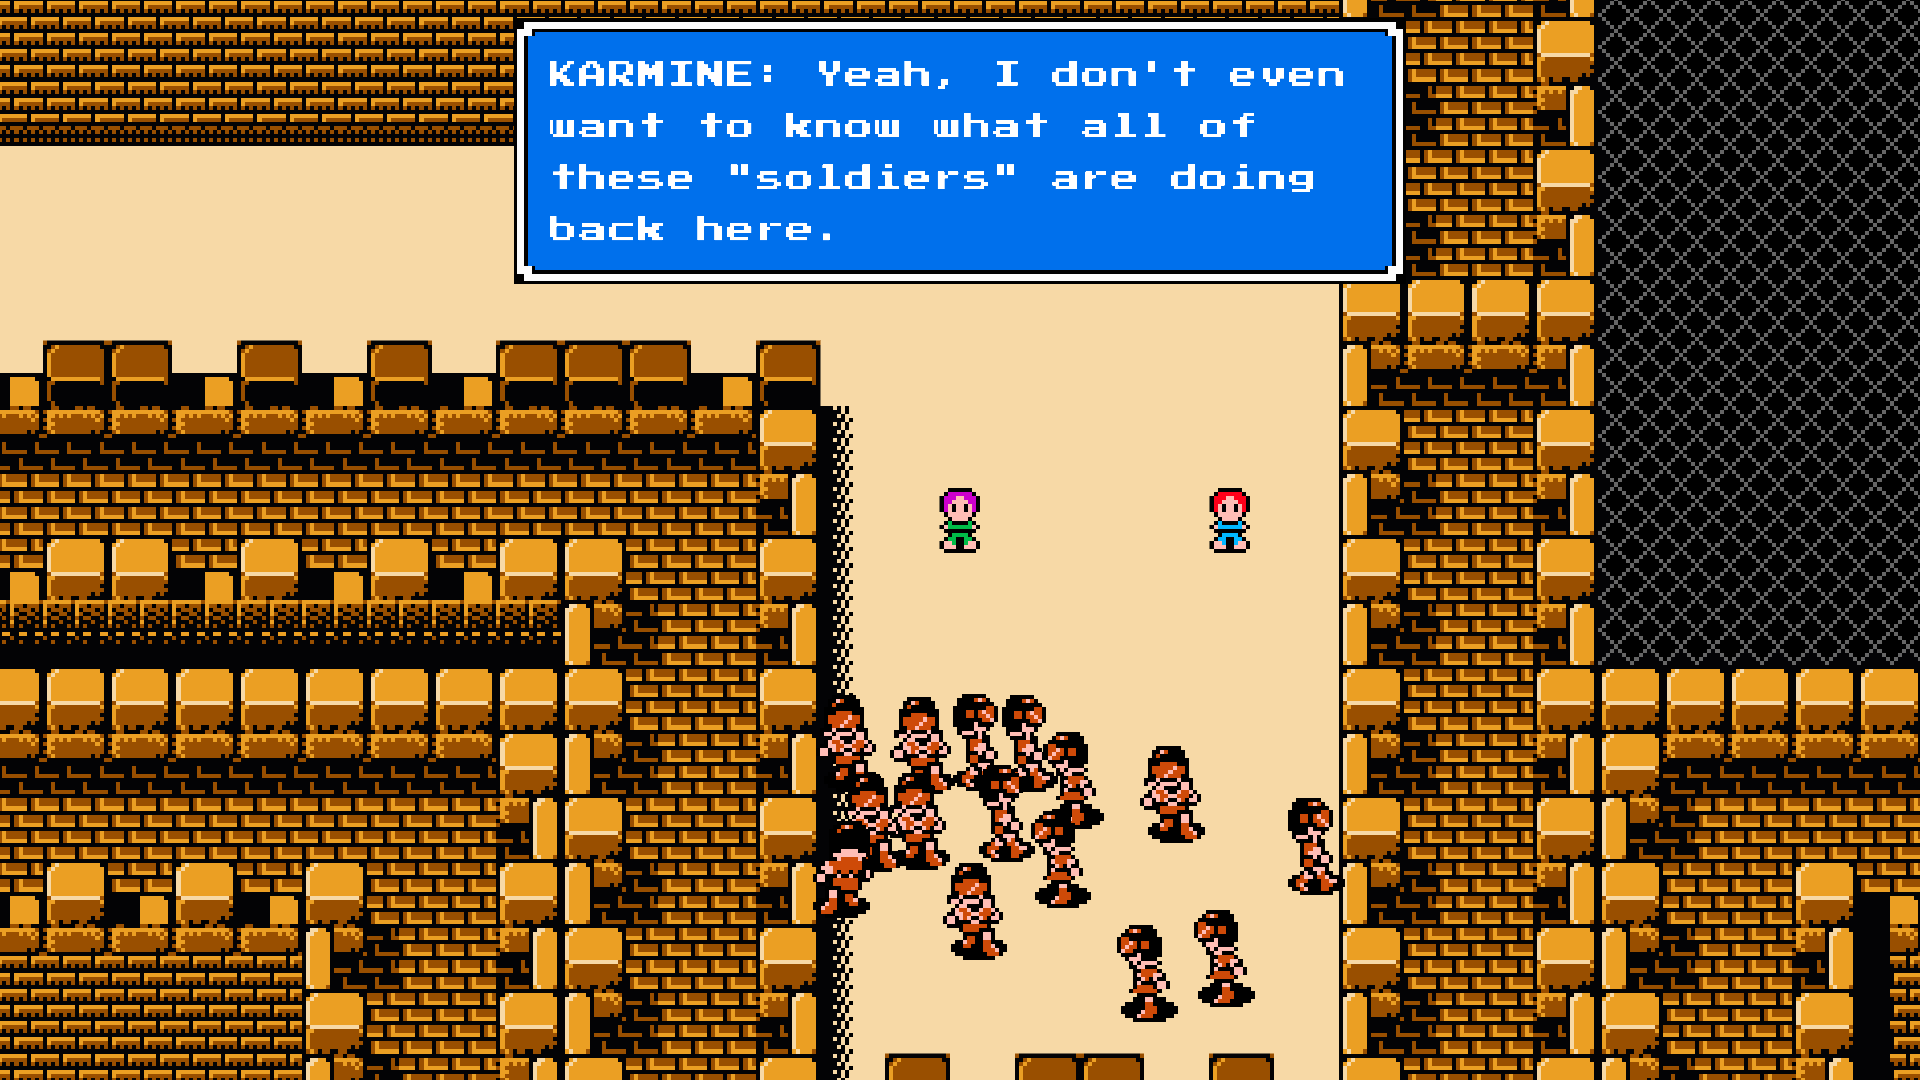 KARMINE: Yeah, I don't even
want to know what all of
these "soldiers" are doing
back here.